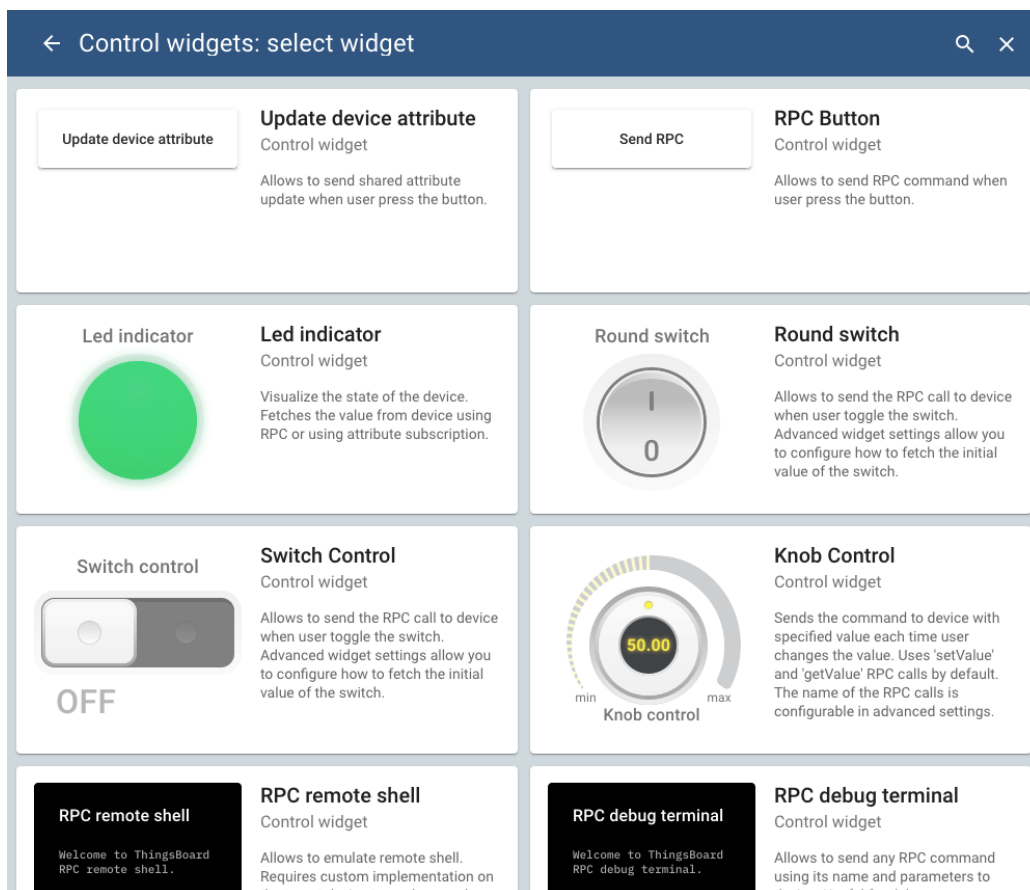 Control widgets: select widget
Update device attribute
Update device attribute
Control widget
Allows to send shared attribute
update when user press the button.
Send RPC
RPC Button
Control widget
Allows to send RPC command when
user press the button.
Led indicator
Led indicator
Control widget
Visualize the state of the device.
Fetches the value from device using
RPC or using attribute subscription.
Round switch
I
0
Round switch
Control widget
Allows to send the RPC call to device
when user toggle the switch.
Advanced widget settings allow you
to configure how to fetch the initial
value of the switch.
Switch control
OFF
Switch Control
Control widget
Allows to send the RPC call to device
when user toggle the switch.
Advanced widget settings allow you
to configure how to fetch the initial
value of the switch.
50.00
min
max
Knob control
Knob Control
Control widget
Sends the command to device with
specified value each time user
changes the value. Uses 'setValue'
and 'getValue' RPC calls by default.
The name of the RPC calls is
configurable in advanced settings.
RPC remote shell
Welcome to ThingsBoard
RPC remote shell.
RPC remote shell
Control widget
Allows to emulate remote shell.
Requires custom implementation on
RPC debug terminal
Welcome to ThingsBoard
RPC debug terminal.
RPC debug terminal
Control widget
Allows to send any RPC command
using its name and parameters to